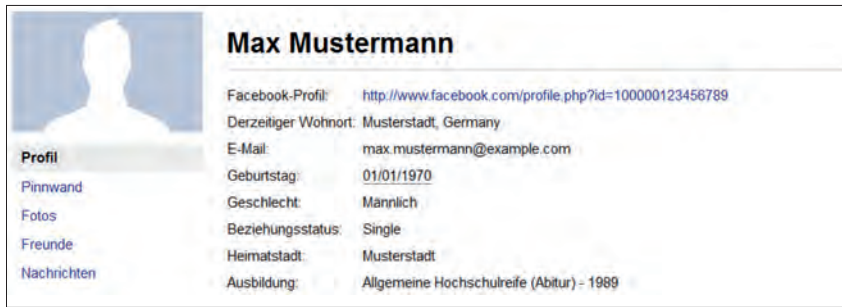 Max Mustermann
Facebook-Profil: http://www.facebook.com/profile.php?id=100000123456789
Derzeitiger Wohnort: Musterstadt, Germany
E-Mail: max.mustermann@example.com
Geburtstag: 01/01/1970
Geschlecht: Männlich
Beziehungsstatus: Single
Heimatstadt: Musterstadt
Ausbildung: Allgemeine Hochschulreife (Abitur) - 1989
Profil
Pinnwand
Fotos
Freunde
Nachrichten